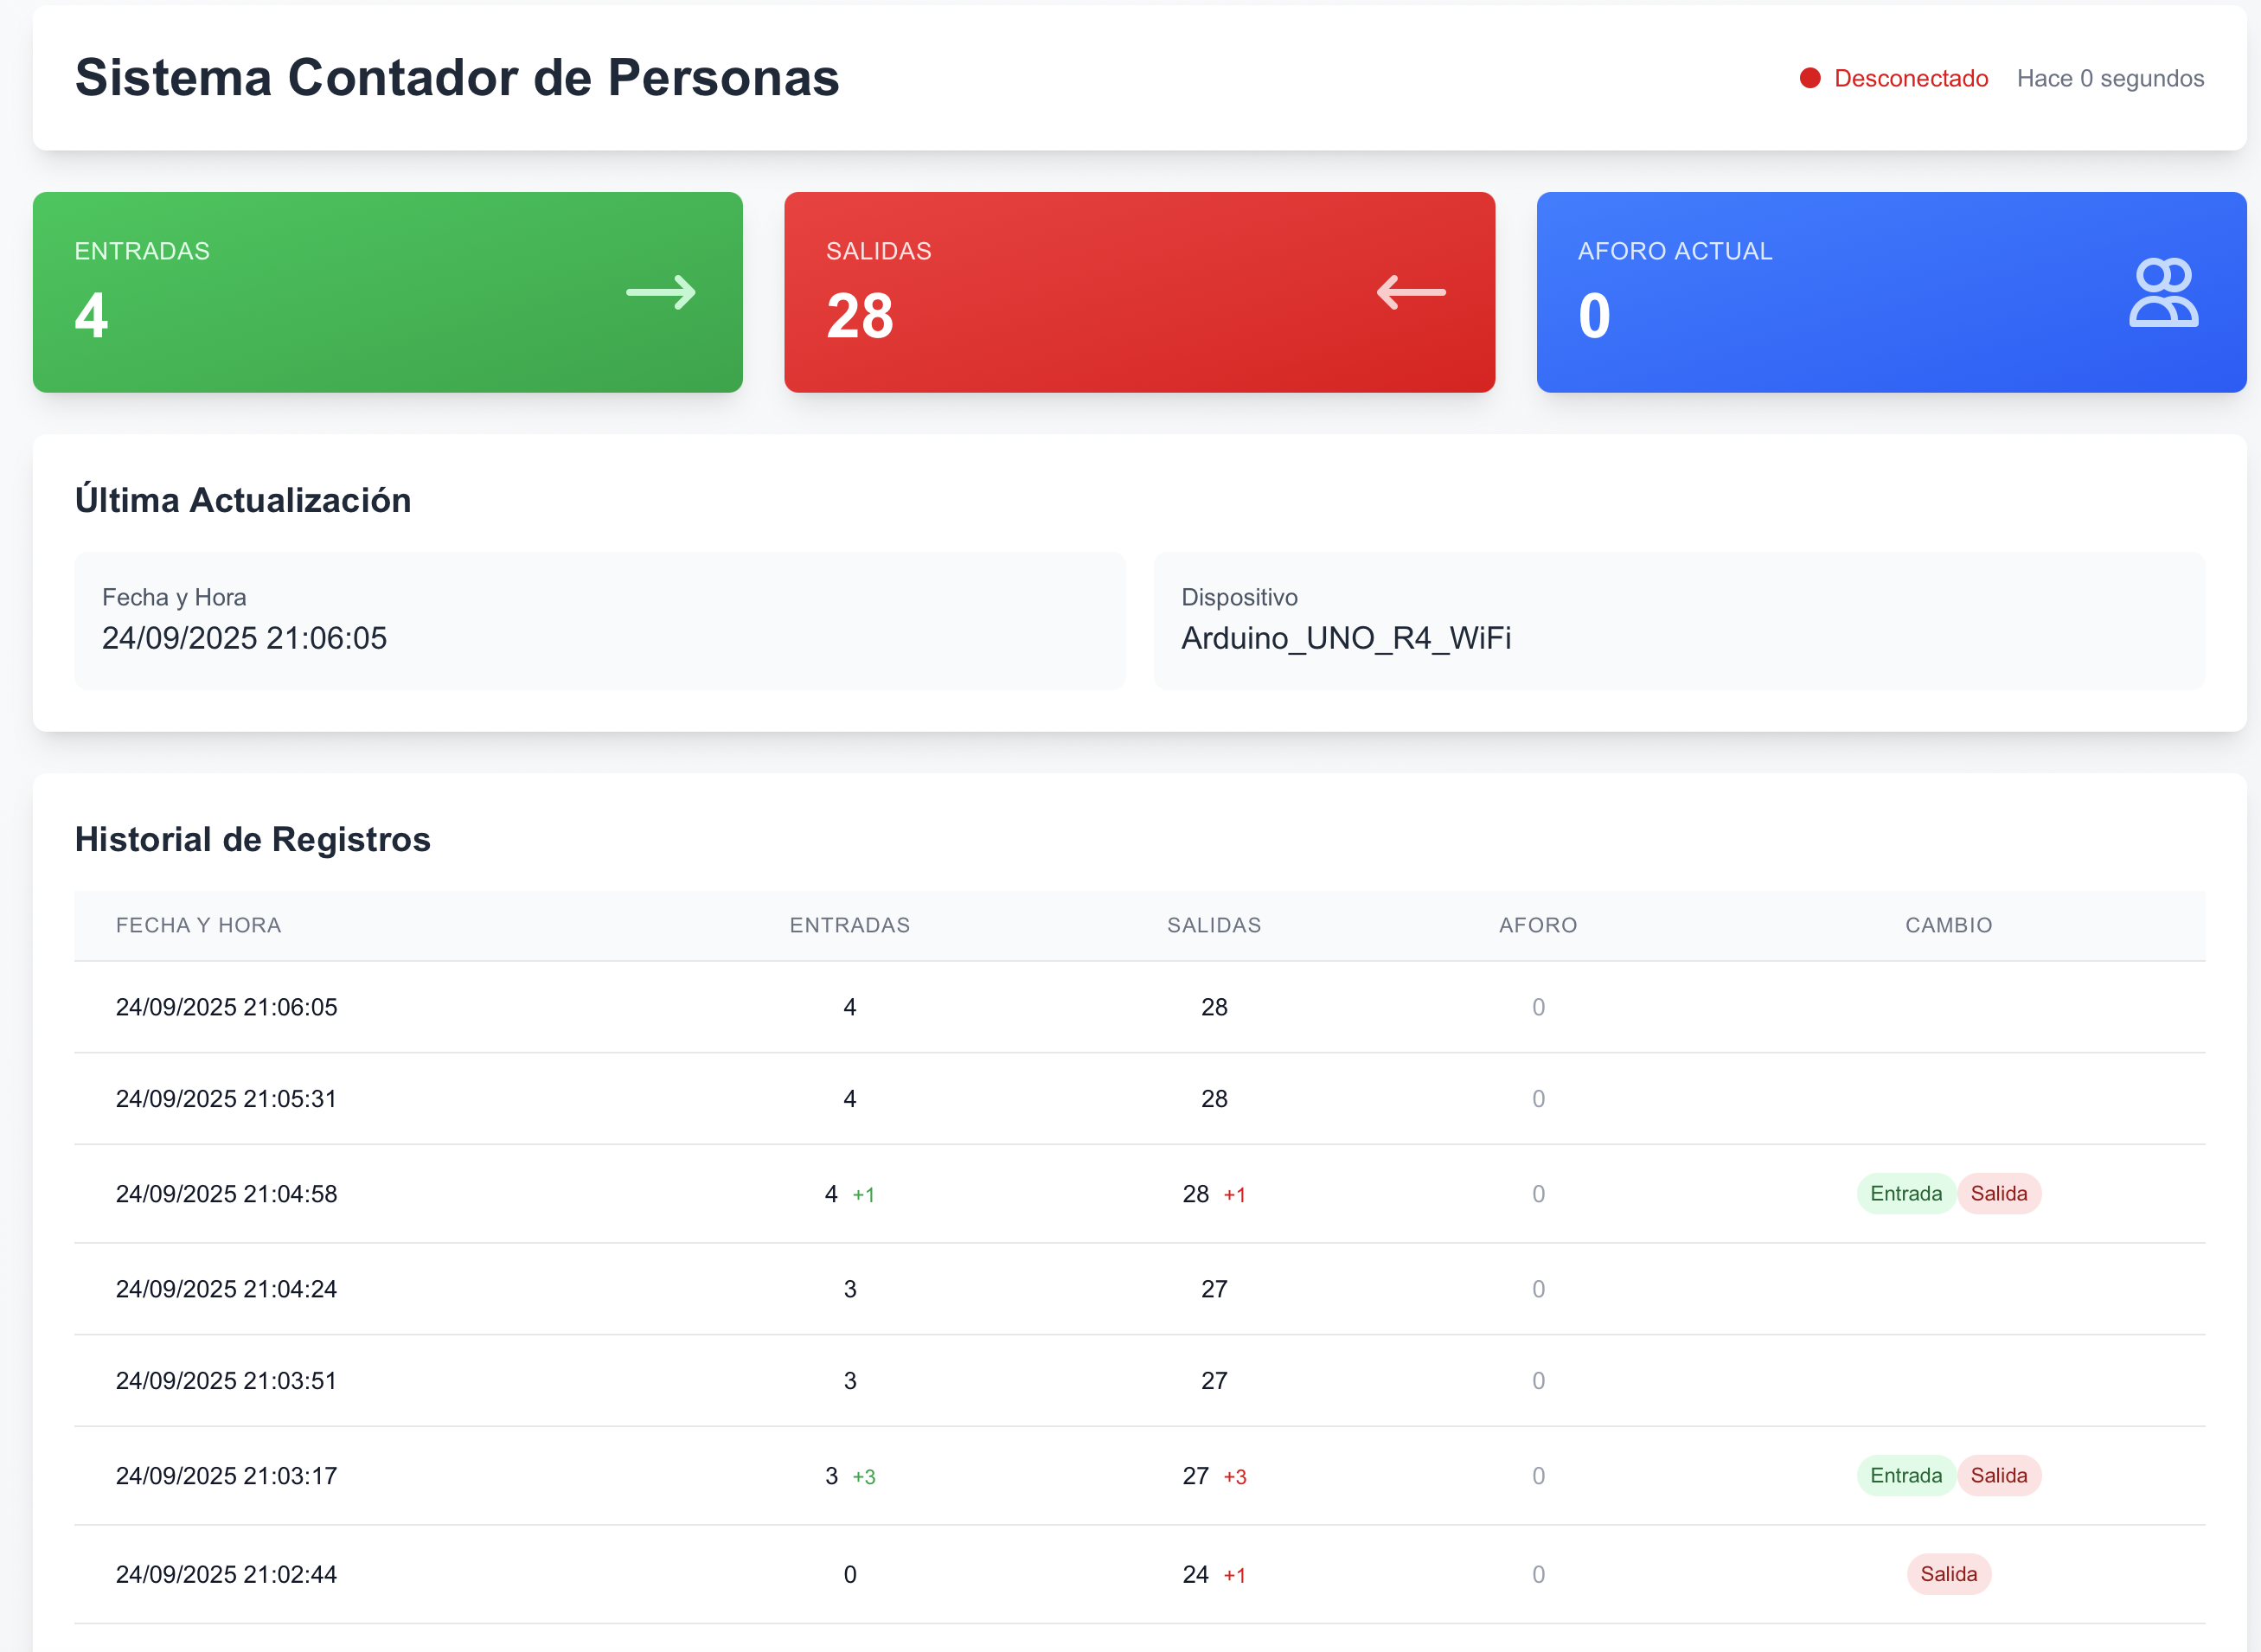 Sistema Contador de Personas
Desconectado Hace 0 segundos
ENTRADAS
4
SALIDAS
28
AFORO ACTUAL
0
Última Actualización
Fecha y Hora
24/09/2025 21:06:05
Dispositivo
Arduino_UNO_R4_WiFi
Historial de Registros
FECHA Y HORA ENTRADAS SALIDAS AFORO CAMBIO
24/09/2025 21:06:05 4 28 0
24/09/2025 21:05:31 4 28 0
24/09/2025 21:04:58 4 +1 28 +1 0 Entrada Salida
24/09/2025 21:04:24 3 27 0
24/09/2025 21:03:51 3 27 0
24/09/2025 21:03:17 3 +3 27 +3 0 Entrada Salida
24/09/2025 21:02:44 0 24 +1 0 Salida